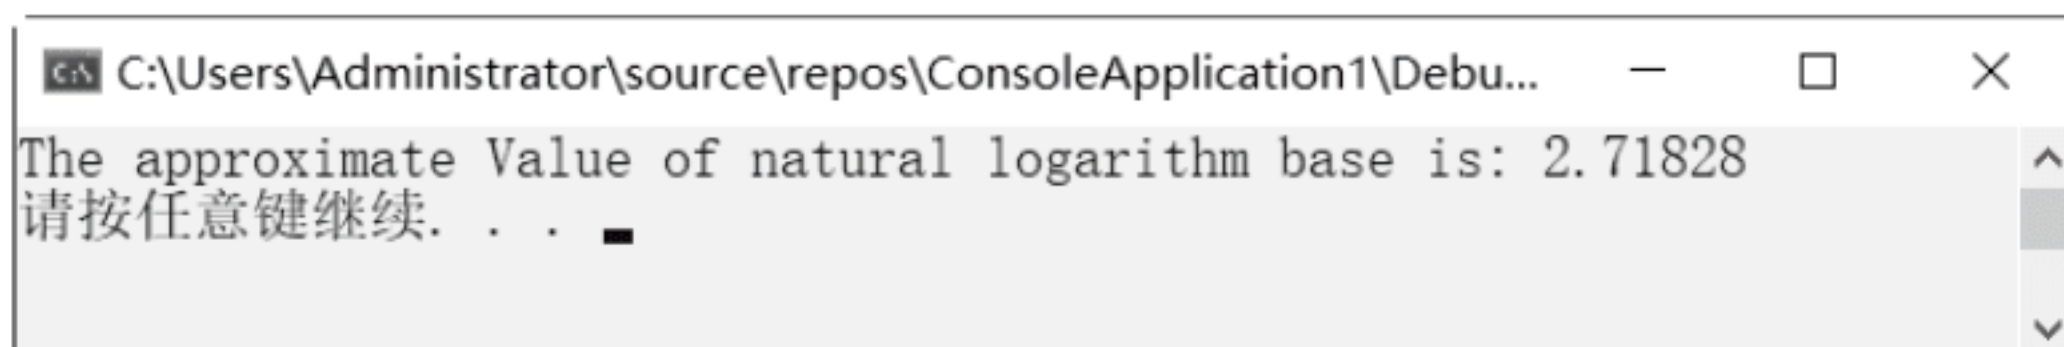 C:\Users\Administrator\source\repos\ConsoleApplication1\Debu...
The approximate Value of natural logarithm base is: 2.71828
请按任意键继续. . .